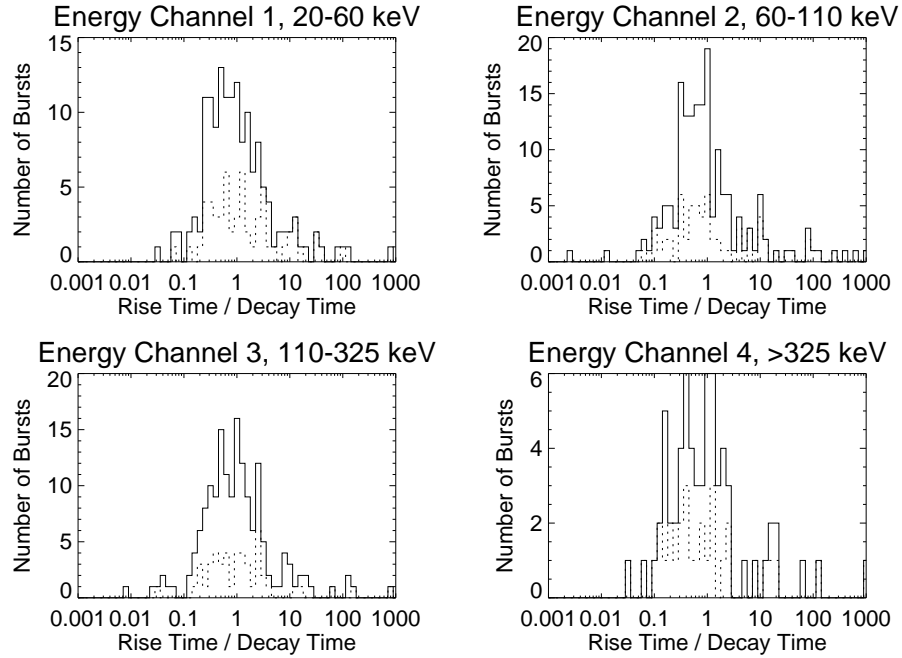 Energy Channel 1, 20-60 keV
15
10
5
0
Number of Bursts
0.001 0.01 0.1 1 10 100 1000
Rise Time / Decay Time
Energy Channel 2, 60-110 keV
20
15
10
5
0
Number of Bursts
0.001 0.01 0.1 1 10 100 1000
Rise Time / Decay Time
Energy Channel 3, 110-325 keV
20
15
10
5
0
Number of Bursts
0.001 0.01 0.1 1 10 100 1000
Rise Time / Decay Time
Energy Channel 4, >325 keV
6
4
2
0
Number of Bursts
0.001 0.01 0.1 1 10 100 1000
Rise Time / Decay Time